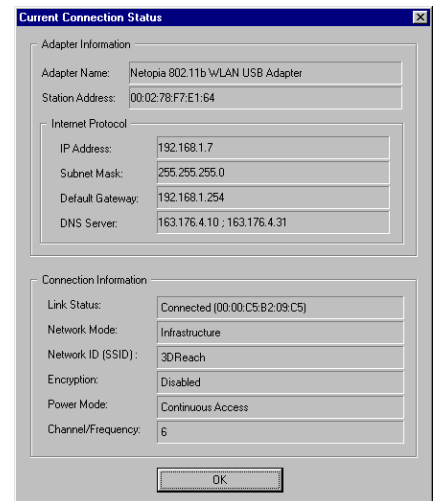 Current Connection Status
Adapter Information
Adapter Name: Netopia 802.11b WLAN USB Adapter
Station Address: 00:02:78:F7:E1:64
Internet Protocol
IP Address: 192.168.1.7
Subnet Mask: 255.255.255.0
Default Gateway: 192.168.1.254
DNS Server: 163.176.4.10 ; 163.176.4.31
Connection Information
Link Status: Connected (00:00:C5:B2:09:C5)
Network Mode: Infrastructure
Network ID (SSID) : 3DReach
Encryption: Disabled
Power Mode: Continuous Access
Channel/Frequency: 6
OK